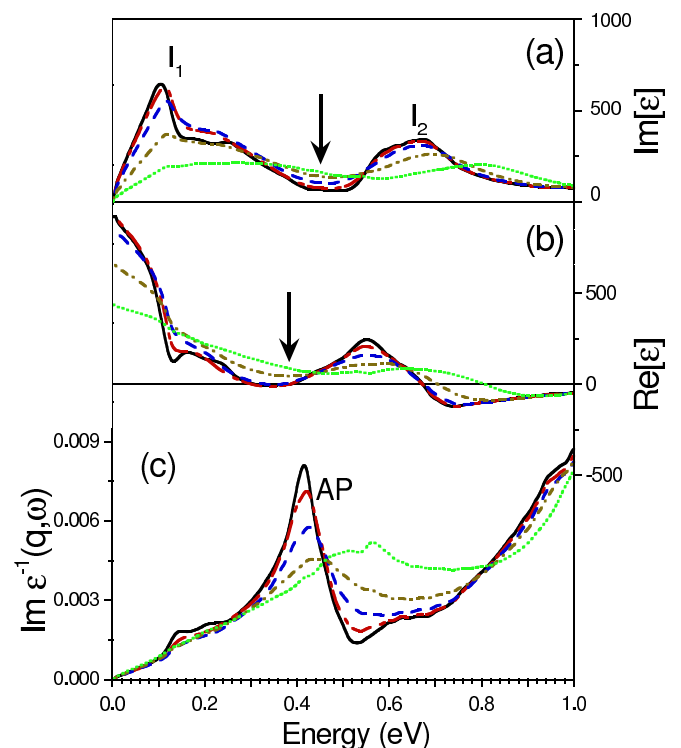 1000
(a)
I1
I2
500
Im[ε]
0
(b)
500
0
Re[ε]
-500
0.009
(c)
AP
0.006
0.003
0.000
Im ε⁻¹(q,ω)
0.0 0.2 0.4 0.6 0.8 1.0
Energy (eV)